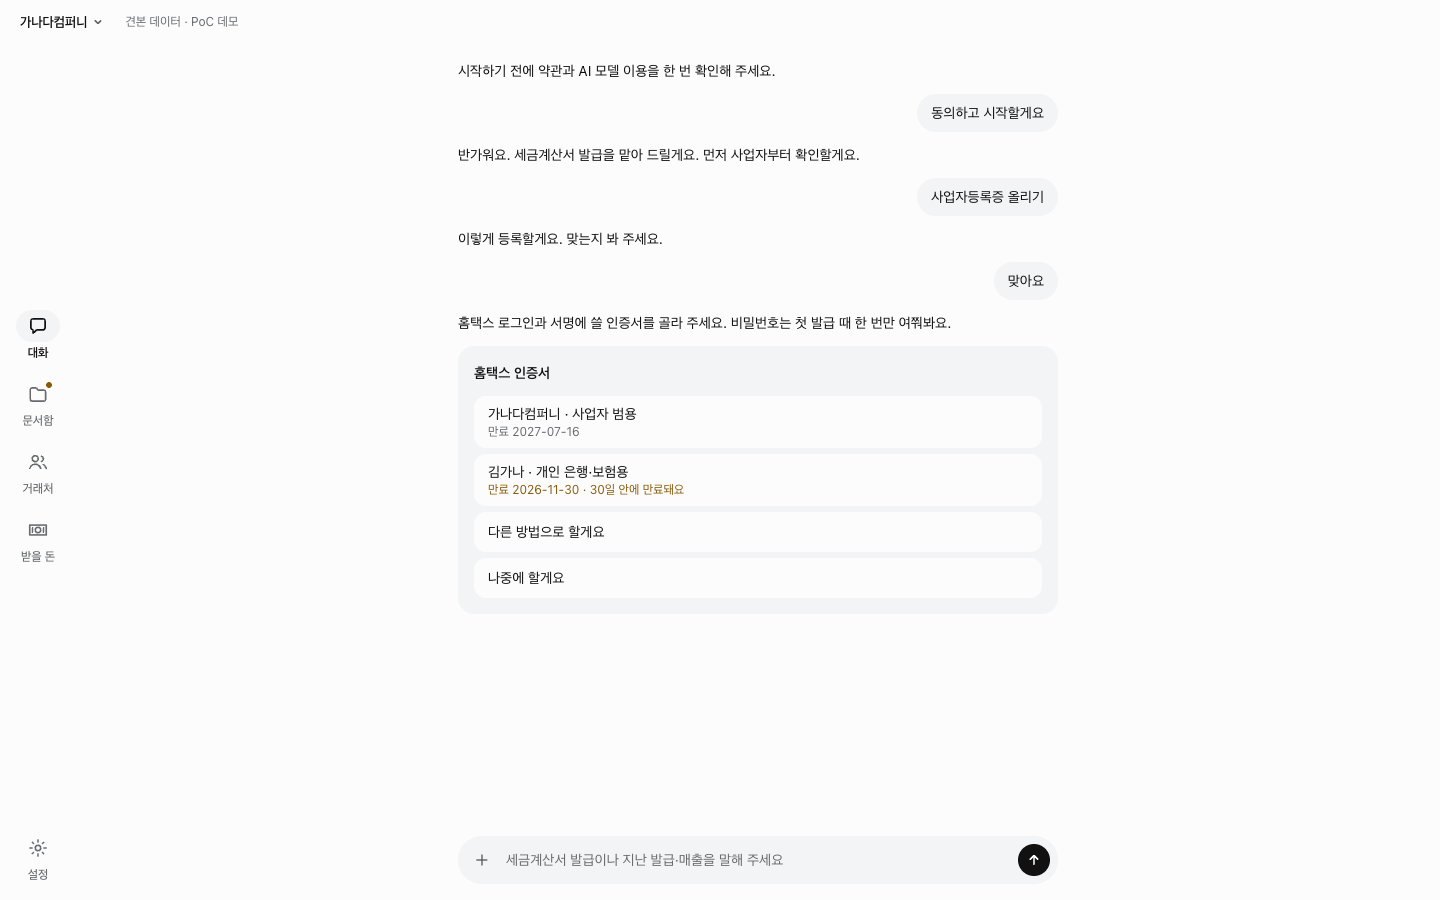 가나다컴퍼니
견본 데이터 · PoC 데모
시작하기 전에 약관과 AI 모델 이용을 한 번 확인해 주세요.
동의하고 시작할게요
반가워요. 세금계산서 발급을 맡아 드릴게요. 먼저 사업자부터 확인할게요.
사업자등록증 올리기
이렇게 등록할게요. 맞는지 봐 주세요.
맞아요
홈택스 로그인과 서명에 쓸 인증서를 골라 주세요. 비밀번호는 첫 발급 때 한 번만 여쭤봐요.
홈택스 인증서
가나다컴퍼니 · 사업자 범용
만료 2027-07-16
김가나 · 개인 은행·보험용
만료 2026-11-30 · 30일 안에 만료돼요
다른 방법으로 할게요
나중에 할게요
대화
문서함
거래처
받을 돈
설정
세금계산서 발급이나 지난 발급·매출을 말해 주세요